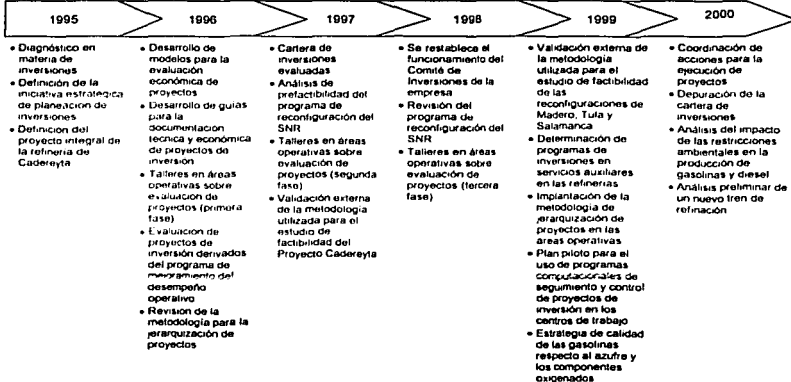 1995
1996
1997
1998
1999
2000
• Diagnóstico en
materia de
inversiones
• Definición de la
iniciativa estrategica
de planeación de
inversiones
• Definicion del
proyecto integral de
la refineria de
Cadereyta
• Desarrollo de
modelos para la
evaluación
económica de
proyectos
• Desarrollo de guias
para la
documentación
tecnica y económica
de proyectos de
inversión
• Talleres en áreas
operativas sobre
evaluacion de
proyectos (primera
fase)
• Evaluacion de
proyectos de
inversión derivados
del programa de
mejoramiento del
desempeño
operativo
• Revision de la
metodología para la
jerarquización de
proyectos
• Cartera de
inversiones
evaluadas
• Análisis de
prefactibilidad del
programa de
reconfiguración del
SNR
• Talleres en áreas
operativas sobre
evaluación de
proyectos (segunda
fase)
• Validación externa
de la metodología
utilizada para el
estudio de
factibilidad del
Proyecto Cadereyta
• Se restablece el
funcionamiento del
Comité de
Inversiones de la
empresa
• Revisión del
programa de
reconfiguración del
SNR
• Talleres en áreas
operativas sobre
evaluación de
proyectos (tercera
fase)
• Validación externa de
la metodología
utilizada para el
estudio de factibilidad
de las
reconfiguraciones de
Madero, Tula y
Salamanca
• Determinación de
programas de
inversiones en
servicios auxiliares
en las refinerias
• Implantación de la
metodologia de
jerarquización de
proyectos en las
áreas operativas
• Plan piloto para el
uso de programas
computacionales de
seguimiento y control
de proyectos de
inversión en los
centros de trabajo
• Estrategia de calidad
de las gasolinas
respecto al azufre y
los componentes
oxigenados
• Coordinación de
acciones para la
ejecución de
proyectos
• Depuración de la
cartera de
inversiones
• Análisis del impacto
de las restricciones
ambientales en la
producción de
gasolinas y diesel
• Análisis preliminar de
un nuevo tren de
refinación